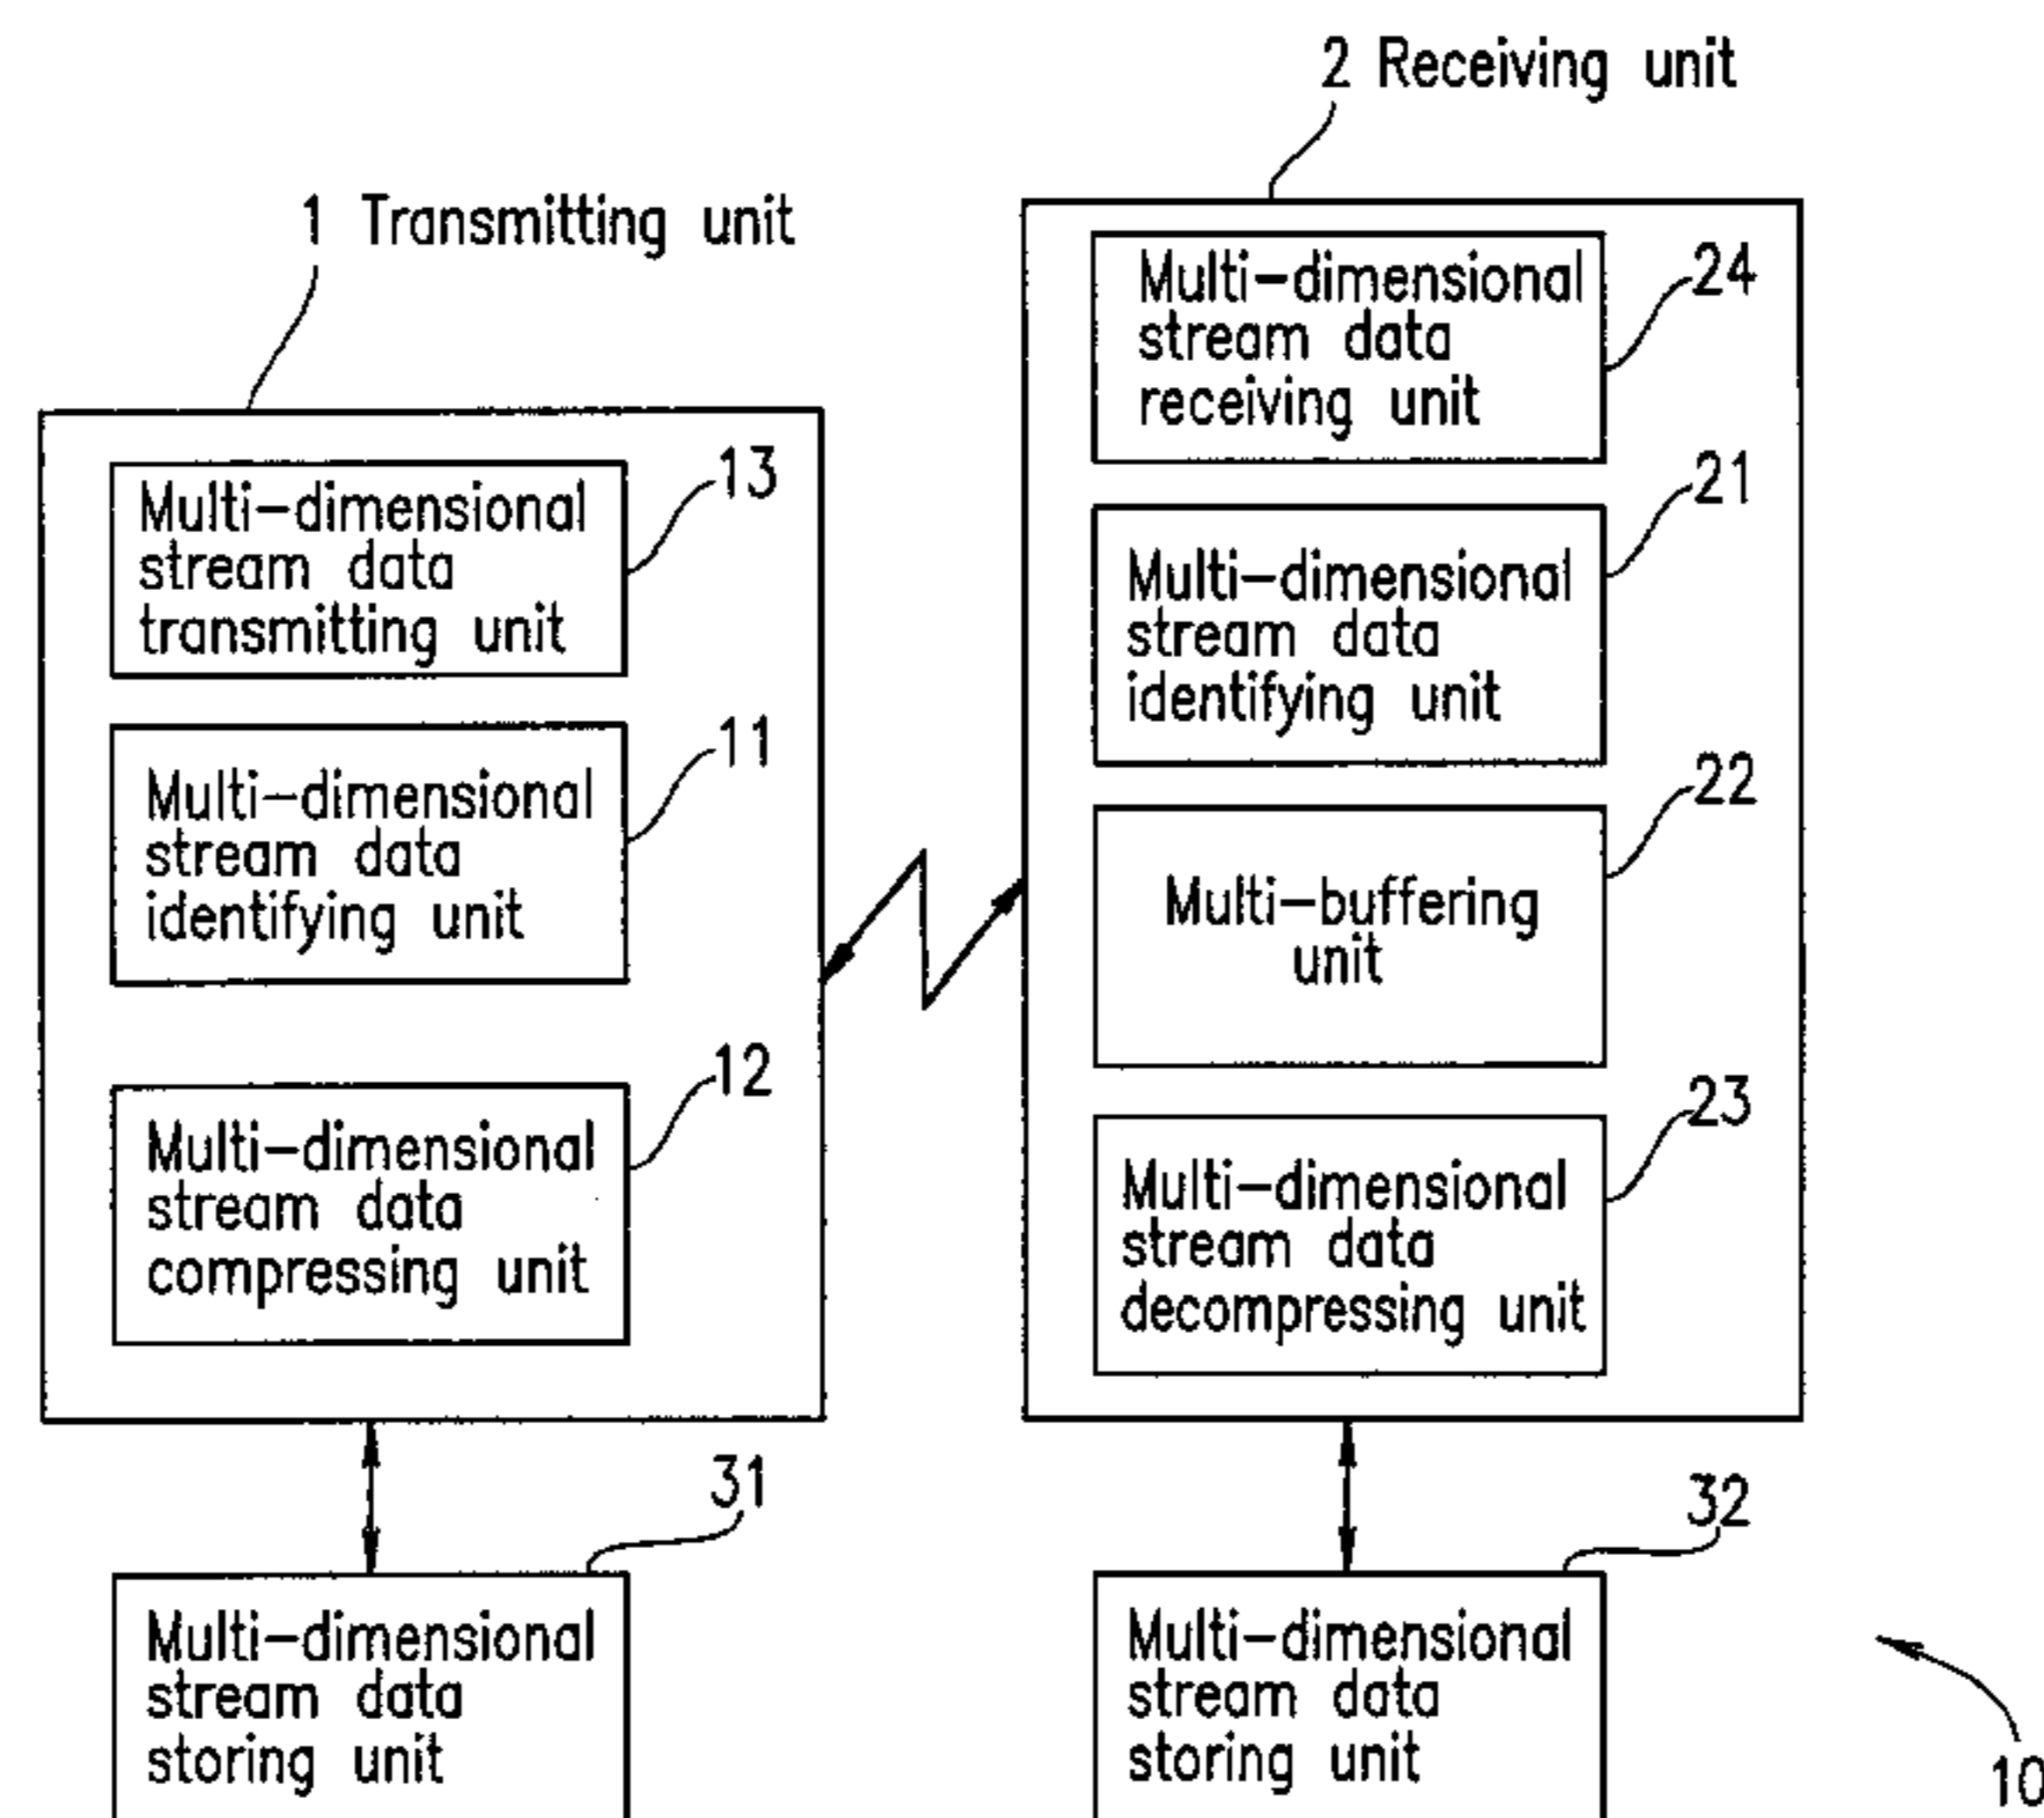 2 Receiving unit
1 Transmitting unit
Multi-dimensional
stream data
transmitting unit
13
Multi-dimensional
stream data
identifying unit
11
Multi-dimensional
stream data
compressing unit
12
Multi-dimensional
stream data
receiving unit
24
Multi-dimensional
stream data
identifying unit
21
Multi-buffering
unit
22
Multi-dimensional
stream data
decompressing unit
23
31
Multi-dimensional
stream data
storing unit
32
Multi-dimensional
stream data
storing unit
10